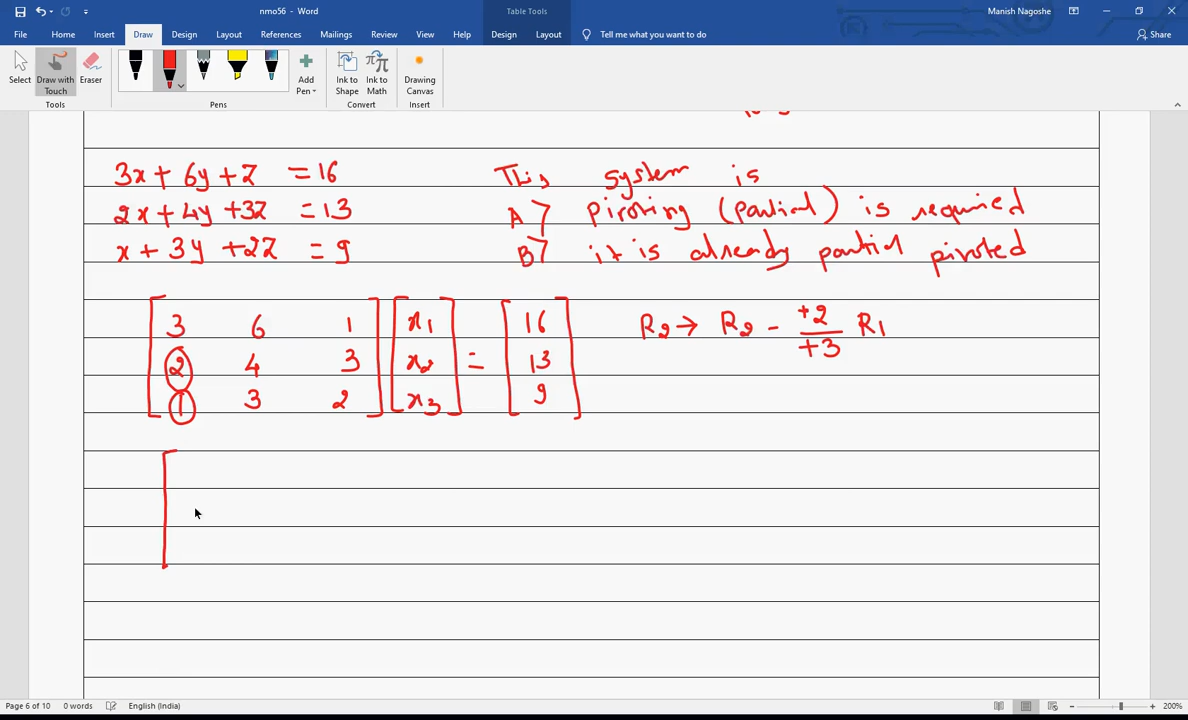 nmo56 - Word
Table Tools
Manish Nagoshe
File Home Insert Draw Design Layout References Mailings Review View Help Design Layout Tell me what you want to do Share
Select Draw with Touch Eraser Add Pen Ink to Shape Ink to Math Drawing Canvas
Tools Pens Convert Insert
3x + 6y + z = 16 This system is
2x + 4y + 3z = 13 A> pivoting (partial) is required
x + 3y + 2z = 9 B> it is already partial pivoted
3 6 1 x1 16 R2 → R2 - +2/+3 R1
2 4 3 x2 = 13
1 3 2 x3 9
Page 6 of 10 0 words English (India) 200%